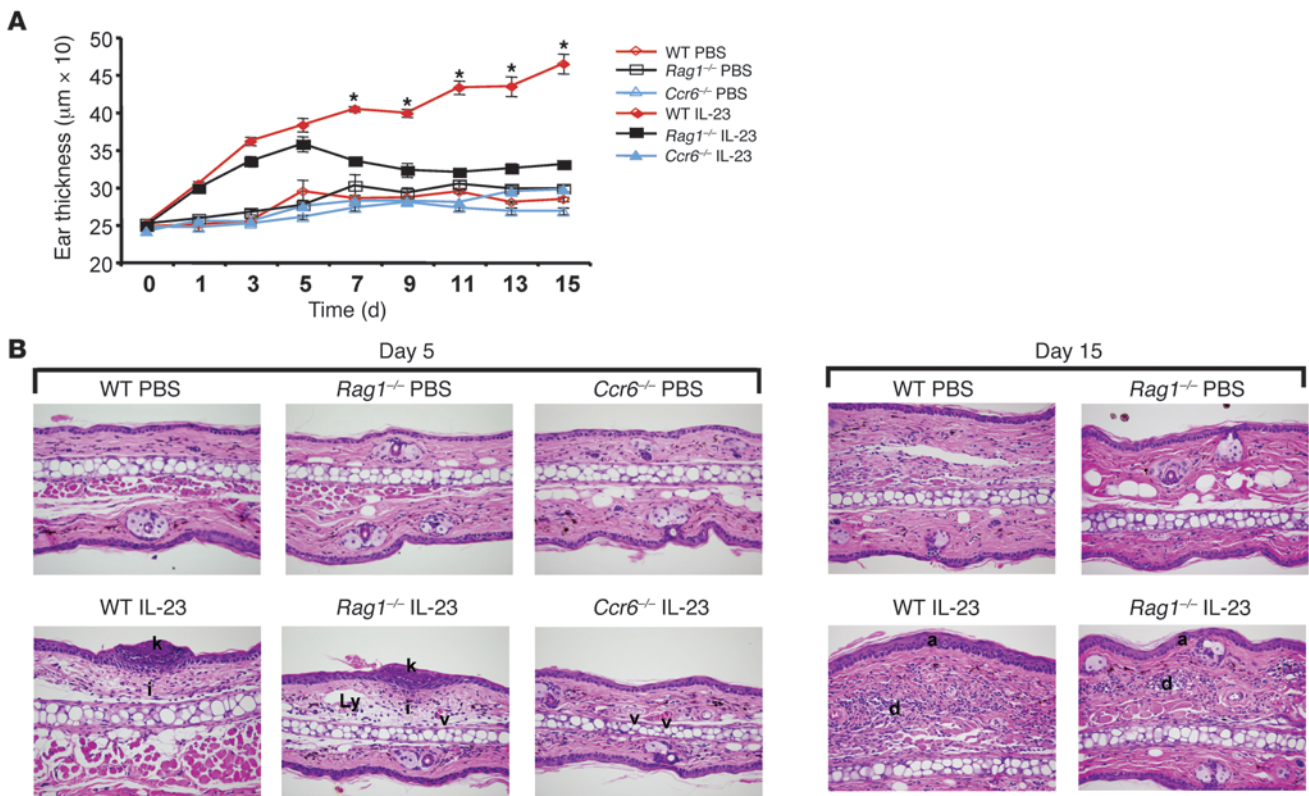 A
Ear thickness (µm × 10)
50
45
40
35
30
25
20
* * * * *
0 1 3 5 7 9 11 13 15
Time (d)
WT PBS
Rag1–/– PBS
Ccr6–/– PBS
WT IL-23
Rag1–/– IL-23
Ccr6–/– IL-23
B
Day 5
WT PBS Rag1–/– PBS Ccr6–/– PBS
WT IL-23 Rag1–/– IL-23 Ccr6–/– IL-23
k
i
k
Ly i v
v v
Day 15
WT PBS Rag1–/– PBS
WT IL-23 Rag1–/– IL-23
a
d
a
d